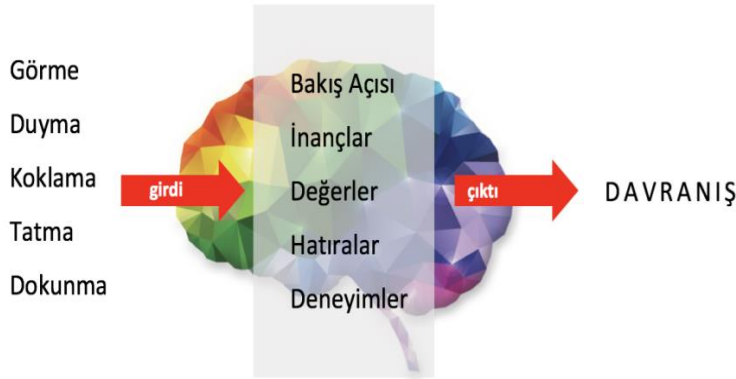 Görme
Duyma
Koklama
Tatma
Dokunma
girdi
Bakış Açısı
İnançlar
Değerler
Hatıralar
Deneyimler
çıktı
DAVRANIŞ